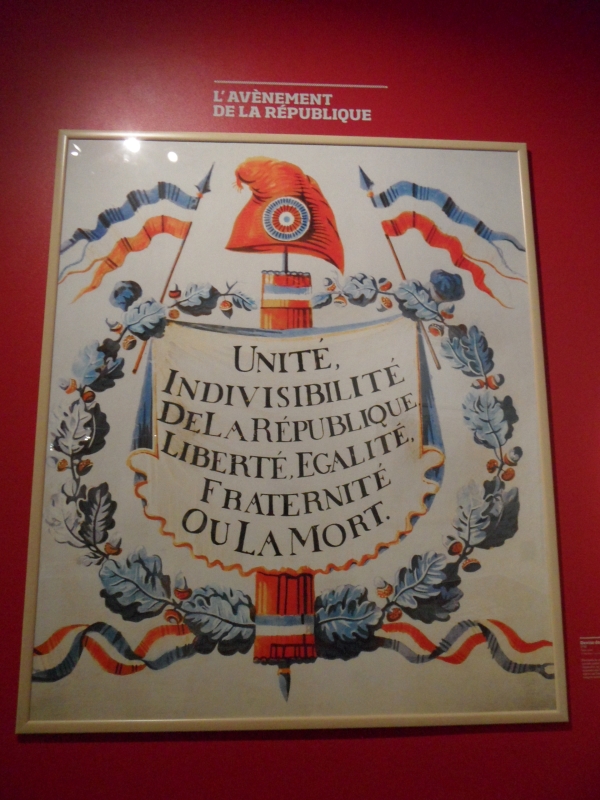 L'AVÈNEMENT
DE LA RÉPUBLIQUE
UNITÉ,
INDIVISIBILITÉ
DE LA RÉPUBLIQUE,
LIBERTÉ, EGALITÉ,
FRATERNITÉ
OU LA MORT.